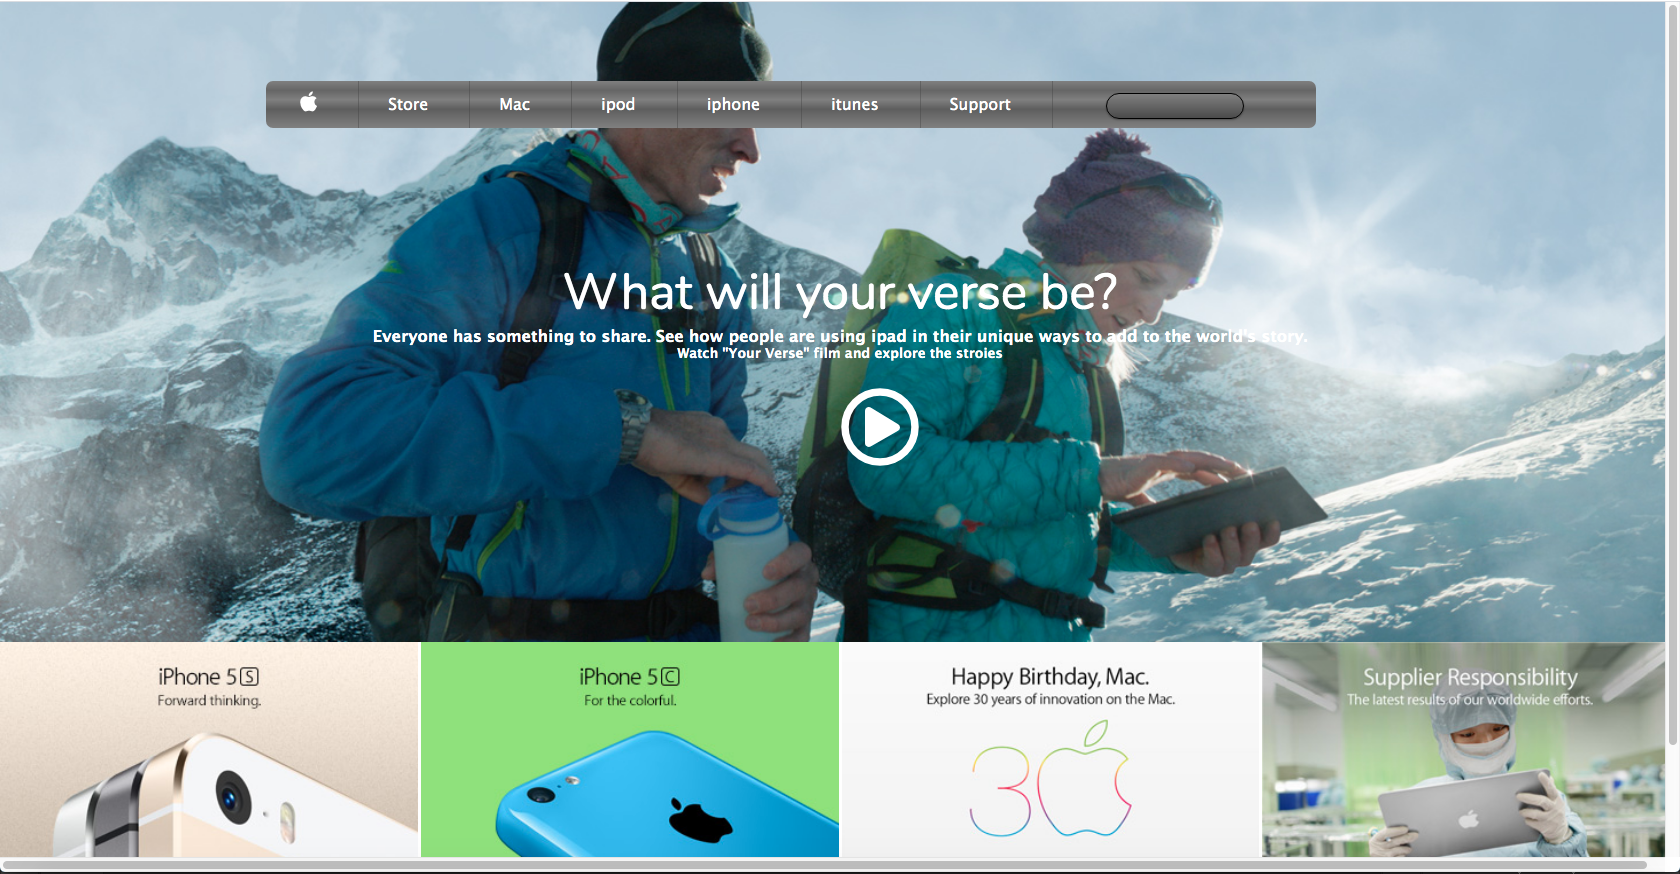 Store Mac ipod iphone itunes Support
What will your verse be?
Everyone has something to share. See how people are using ipad in their unique ways to add to the world's story.
Watch "Your Verse" film and explore the stroies
iPhone 5S
Forward thinking.
iPhone 5C
For the colorful.
Happy Birthday, Mac.
Explore 30 years of innovation on the Mac.
30
Supplier Responsibility
The latest results of our worldwide efforts.